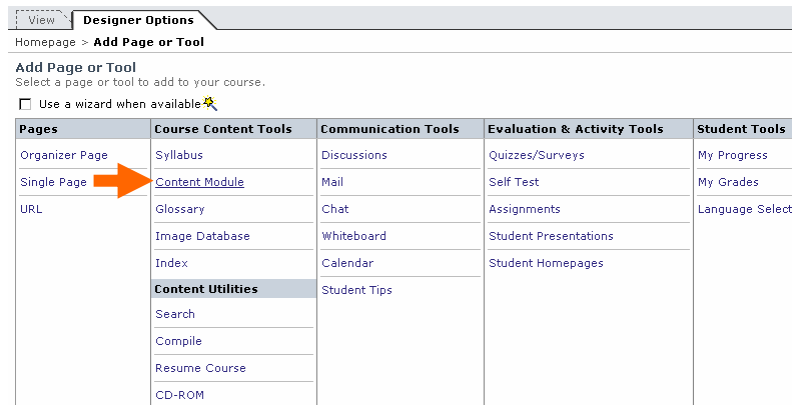 View
Designer Options
Homepage > Add Page or Tool
Add Page or Tool
Select a page or tool to add to your course.
Use a wizard when available
Pages
Organizer Page
Single Page
URL
Course Content Tools
Syllabus
Content Module
Glossary
Image Database
Index
Content Utilities
Search
Compile
Resume Course
CD-ROM
Communication Tools
Discussions
Mail
Chat
Whiteboard
Calendar
Student Tips
Evaluation & Activity Tools
Quizzes/Surveys
Self Test
Assignments
Student Presentations
Student Homepages
Student Tools
My Progress
My Grades
Language Select